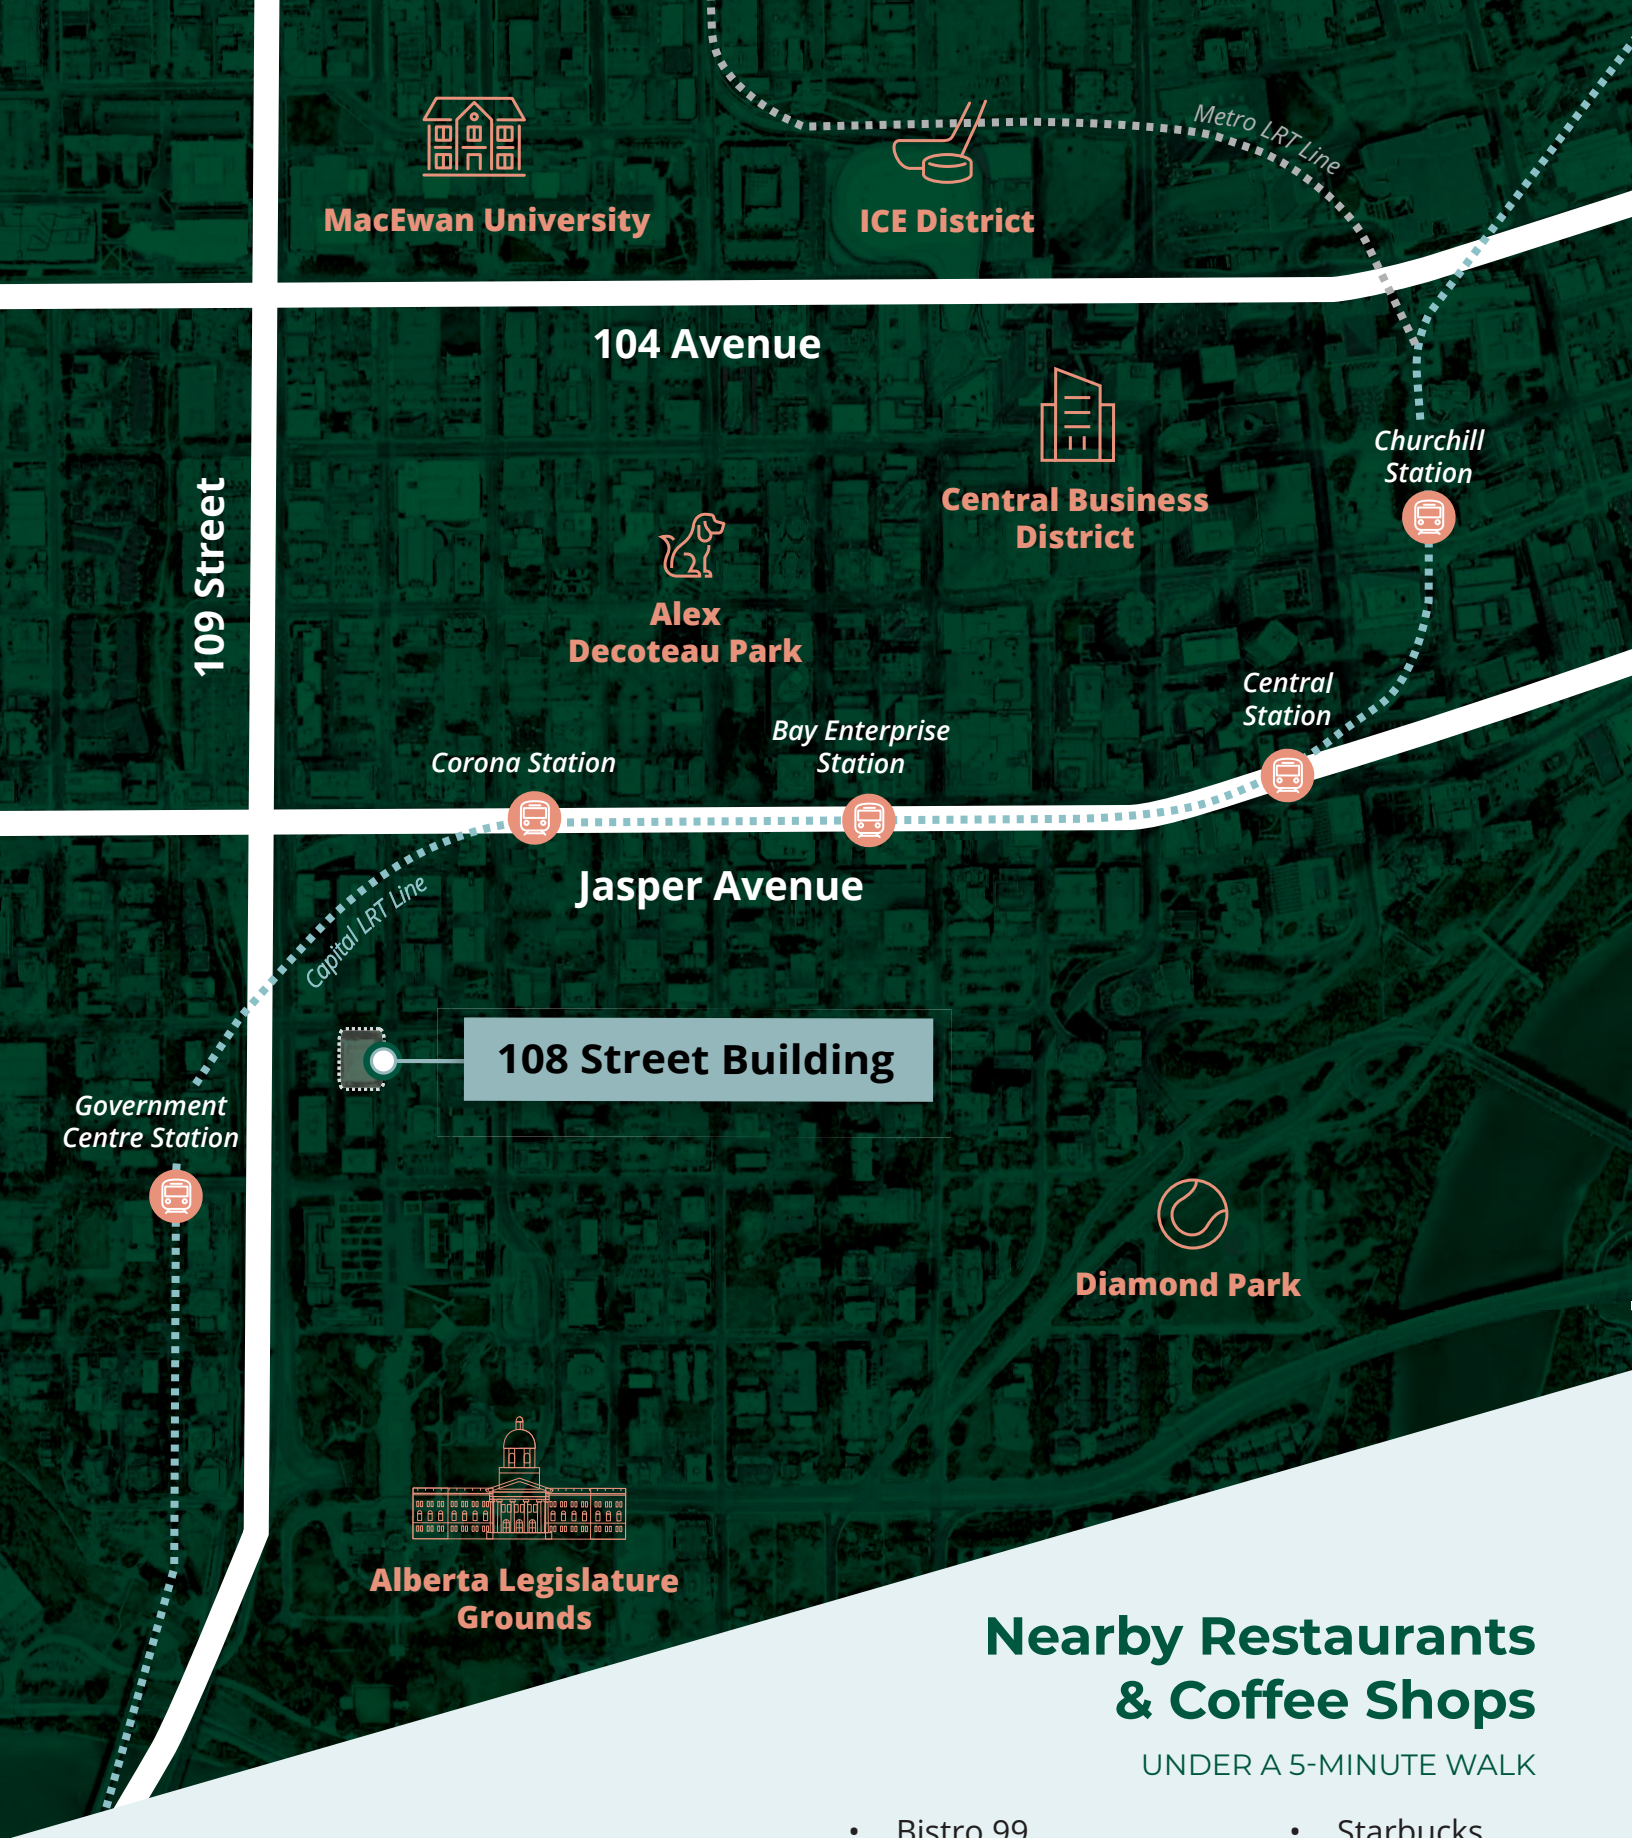 Metro LRT Line
MacEwan University
ICE District
104 Avenue
Churchill
Station
Central Business
District
109 Street
Alex
Decoteau Park
Central
Station
Bay Enterprise
Station
Corona Station
Jasper Avenue
Capital LRT Line
108 Street Building
Government
Centre Station
Diamond Park
Alberta Legislature
Grounds
Nearby Restaurants
& Coffee Shops
UNDER A 5-MINUTE WALK
• Bistro 99
• Starbucks